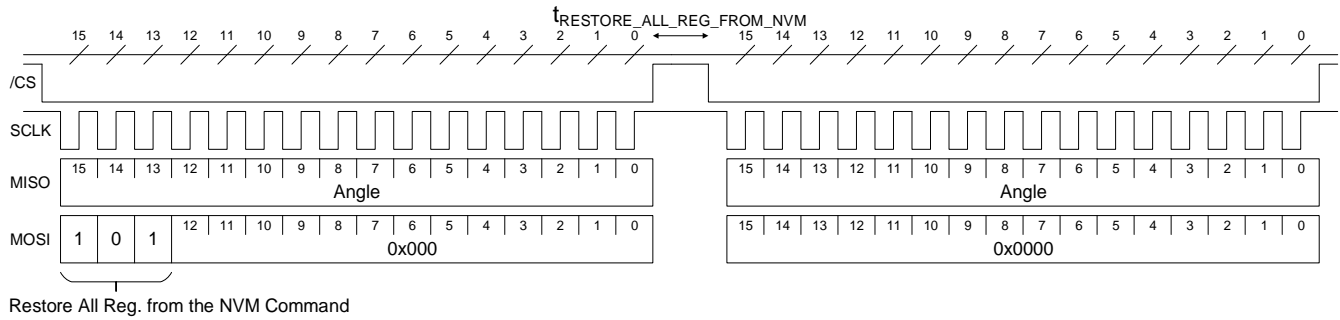 tRESTORE_ALL_REG_FROM_NVM
15 14 13 12 11 10 9 8 7 6 5 4 3 2 1 0 15 14 13 12 11 10 9 8 7 6 5 4 3 2 1 0
/CS
SCLK
15 14 13 12 11 10 9 8 7 6 5 4 3 2 1 0 15 14 13 12 11 10 9 8 7 6 5 4 3 2 1 0
MISO Angle Angle
12 11 10 9 8 7 6 5 4 3 2 1 0 15 14 13 12 11 10 9 8 7 6 5 4 3 2 1 0
MOSI 1 0 1 0x000 0x0000
Restore All Reg. from the NVM Command